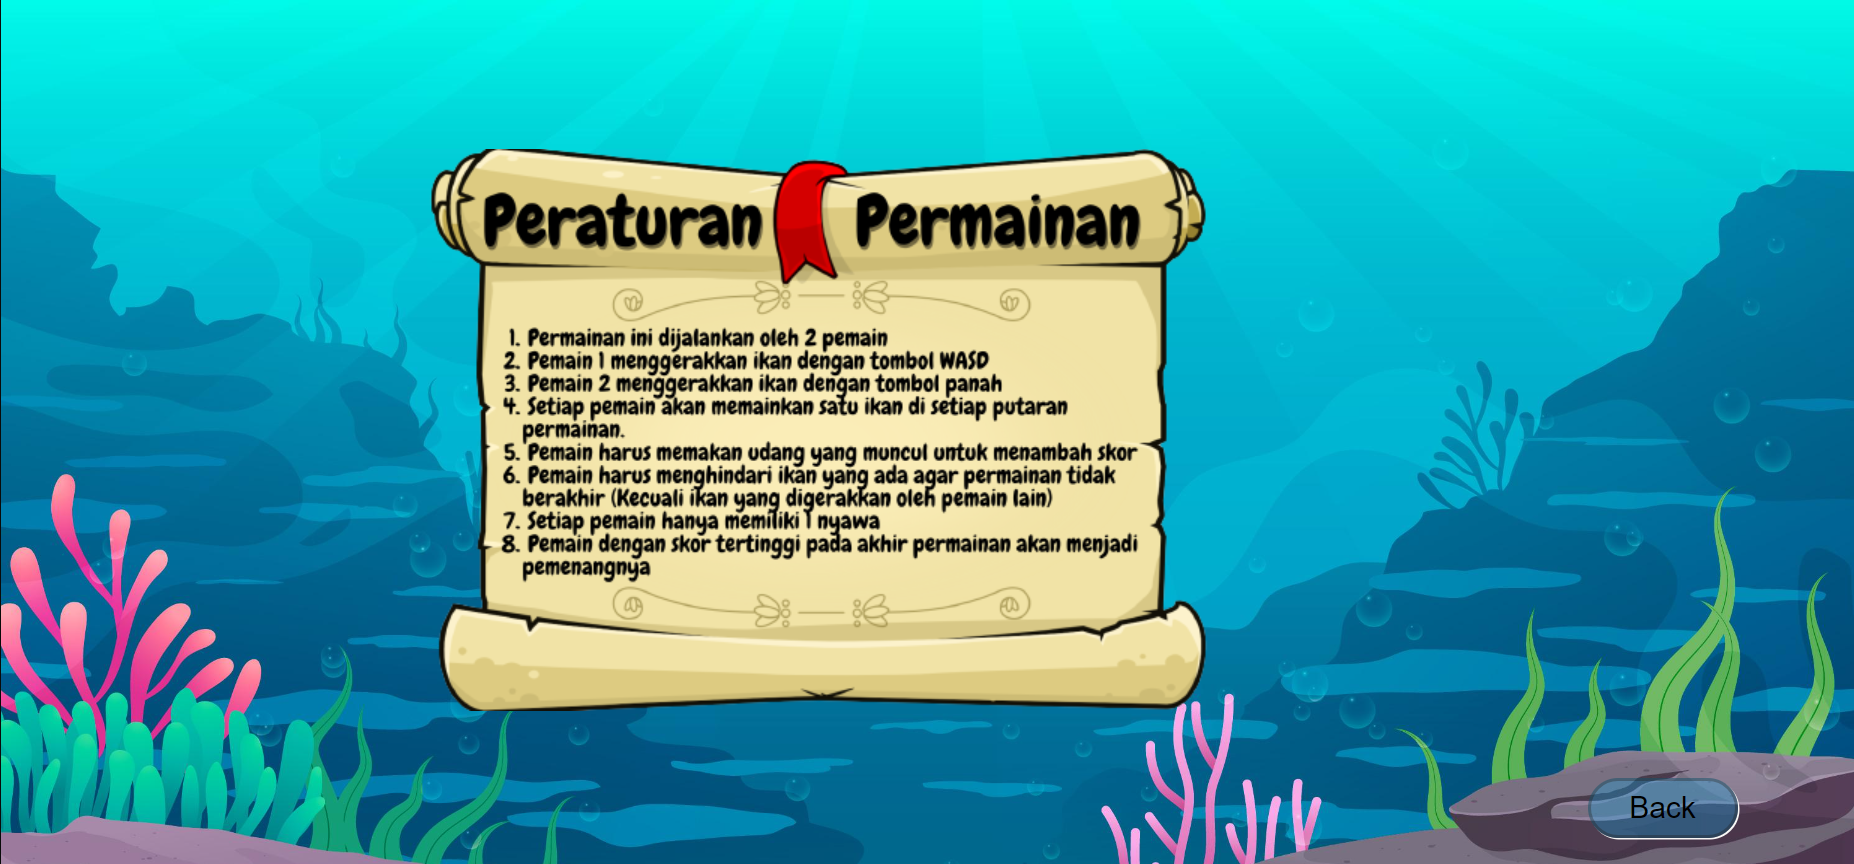 Peraturan Permainan
1. Permainan ini dijalankan oleh 2 pemain
2. Pemain 1 menggerakkan ikan dengan tombol WASD
3. Pemain 2 menggerakkan ikan dengan tombol panah
4. Setiap pemain akan memainkan satu ikan di setiap putaran
permainan.
5. Pemain harus memakan udang yang muncul untuk menambah skor
6. Pemain harus menghindari ikan yang ada agar permainan tidak
berakhir (Kecuali ikan yang digerakkan oleh pemain lain)
7. Setiap pemain hanya memiliki 1 nyawa
8. Pemain dengan skor tertinggi pada akhir permainan akan menjadi
pemenangnya
Back